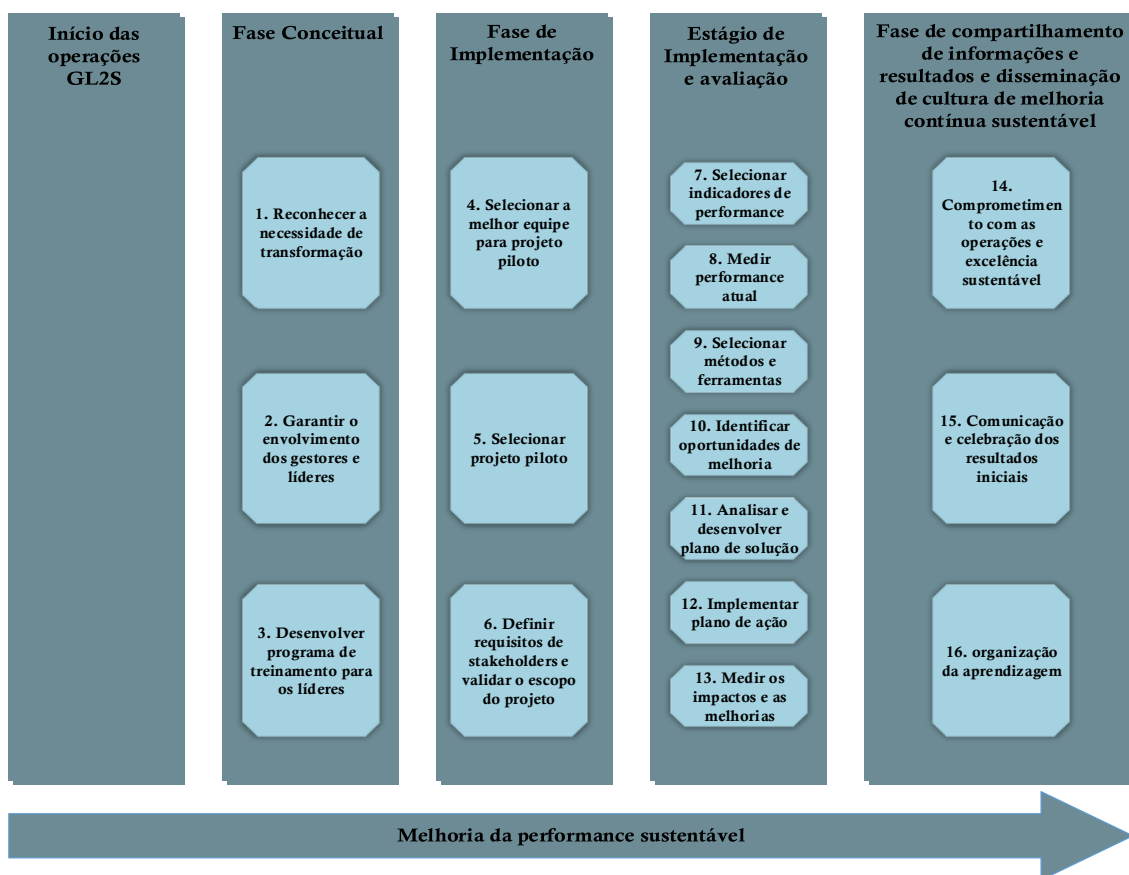 Início das
operações
GL2S
Fase Conceitual
1. Reconhecer a
necessidade de
transformação
2. Garantir o
envolvimento
dos gestores e
líderes
3. Desenvolver
programa de
treinamento para
os líderes
Fase de
Implementação
4. Selecionar a
melhor equipe
para projeto
piloto
5. Selecionar
projeto piloto
6. Definir
requisitos de
stakeholders e
validar o escopo
do projeto
Estágio de
Implementação
e avaliação
7. Selecionar
indicadores de
performance
8. Medir
performance
atual
9. Selecionar
métodos e
ferramentas
10. Identificar
oportunidades de
melhoria
11. Analisar e
desenvolver
plano de solução
12. Implementar
plano de ação
13. Medir os
impactos e as
melhorias
Fase de compartilhamento
de informações e
resultados e disseminação
de cultura de melhoria
contínua sustentável
14.
Comprometimen
to com as
operações e
excelência
sustentável
15. Comunicação
e celebração dos
resultados
iniciais
16. organização
da aprendizagem
Melhoria da performance sustentável